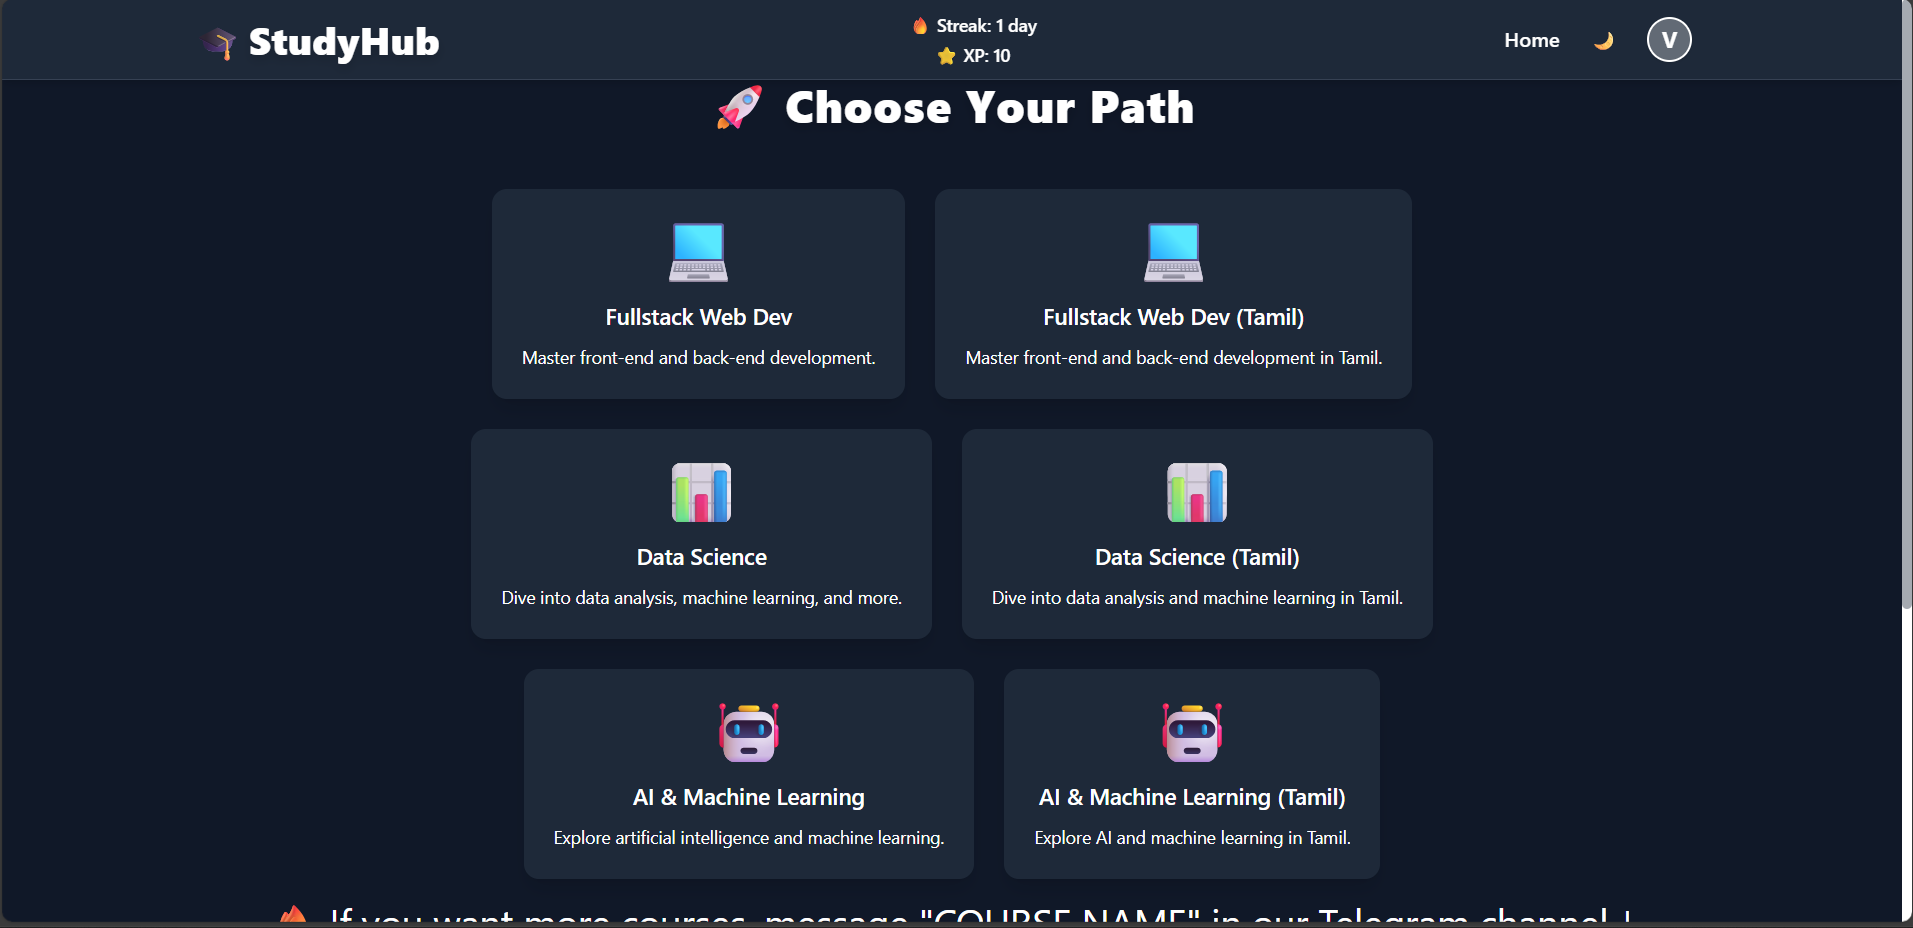 StudyHub
Streak: 1 day
XP: 10
Home
V
Choose Your Path
Fullstack Web Dev
Master front-end and back-end development.
Fullstack Web Dev (Tamil)
Master front-end and back-end development in Tamil.
Data Science
Dive into data analysis, machine learning, and more.
Data Science (Tamil)
Dive into data analysis and machine learning in Tamil.
AI & Machine Learning
Explore artificial intelligence and machine learning.
AI & Machine Learning (Tamil)
Explore AI and machine learning in Tamil.
If you want more courses, message "COURSE NAME" in our Telegram channel !